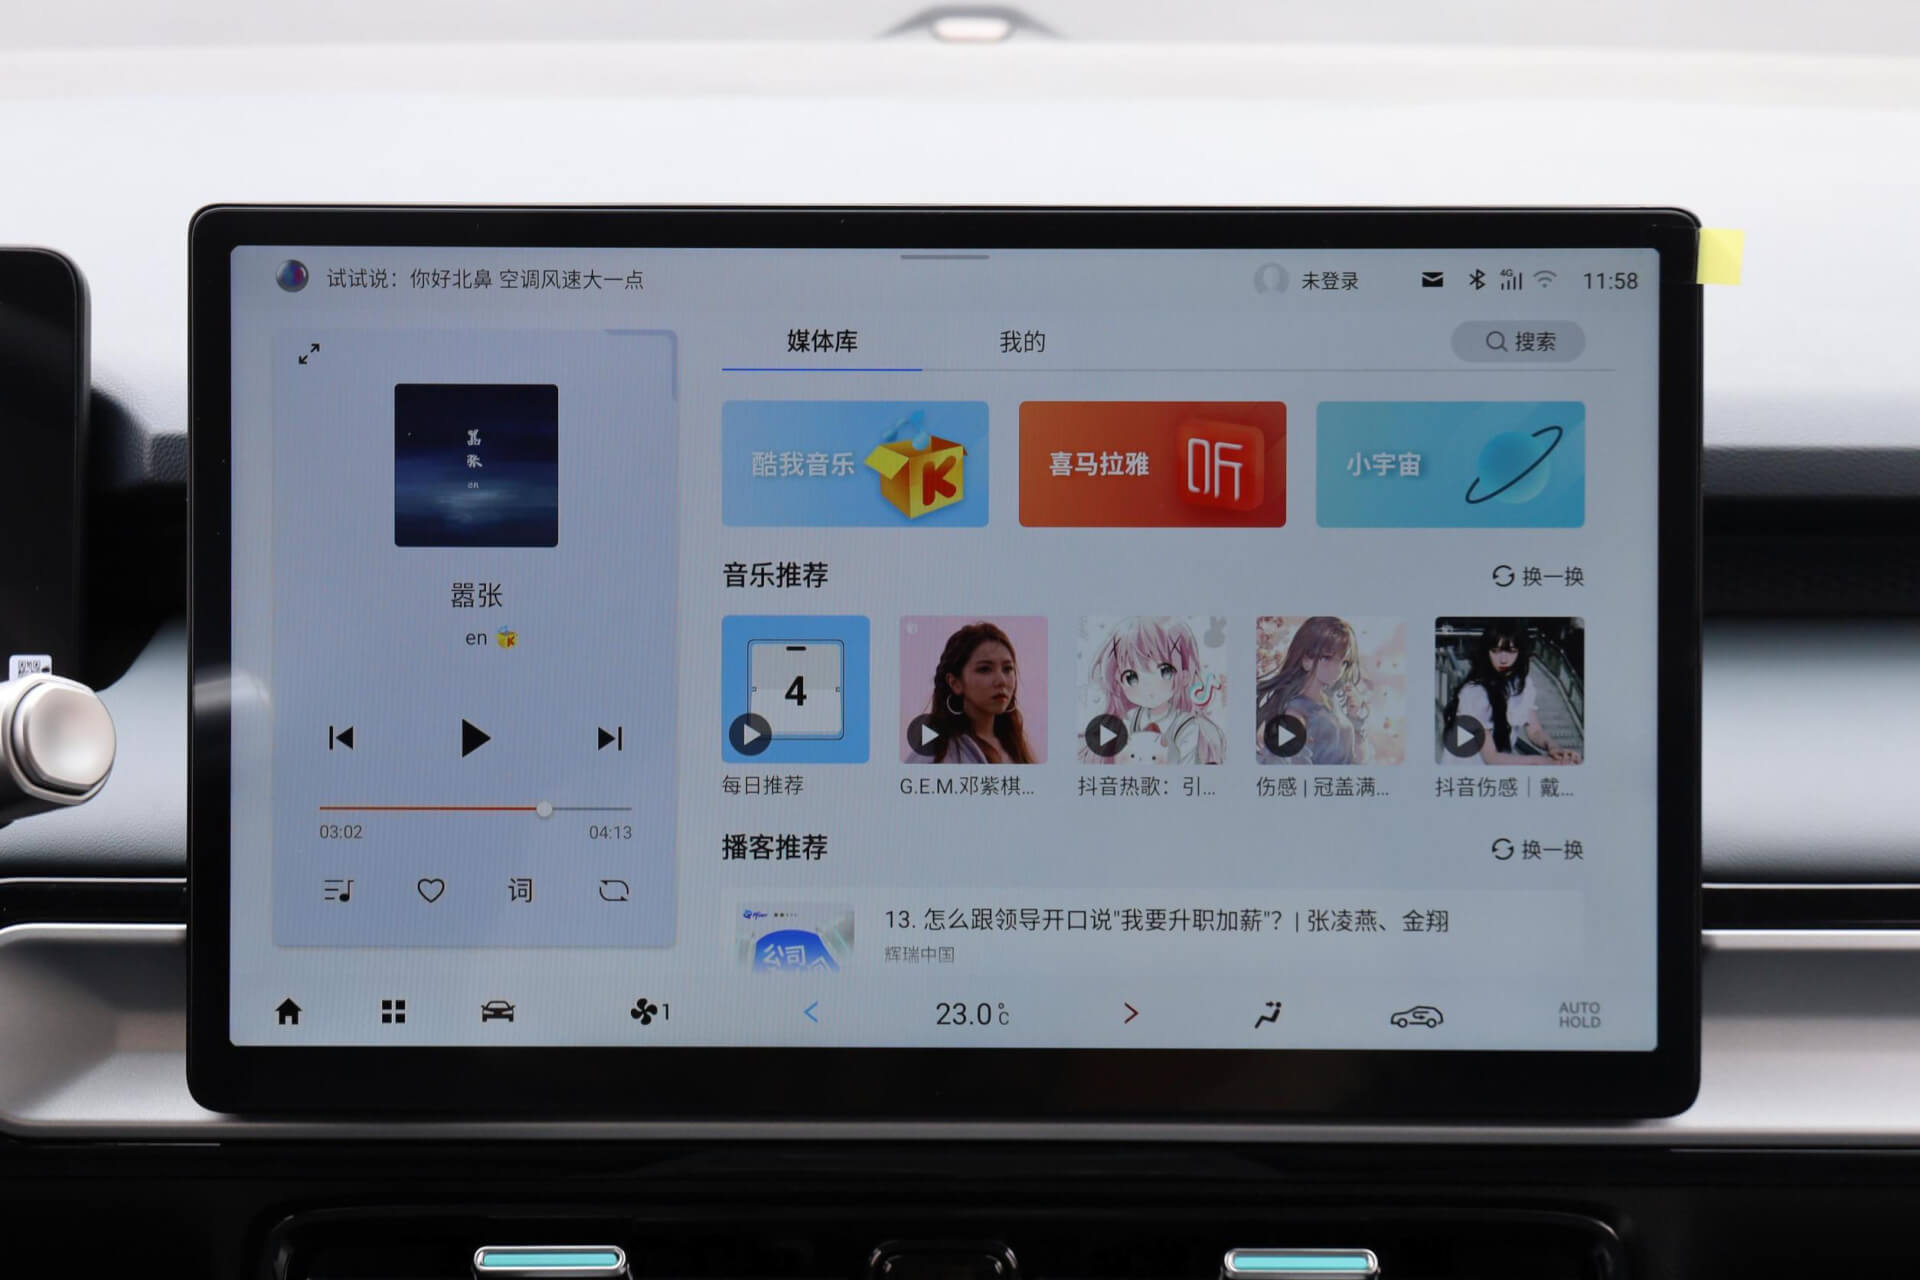 试试说：你好北鼻 空调风速大一点
未登录
4G
11:58
媒体库
我的
搜索
嚣张
en
嚣张
en
K
03:02
04:13
词
酷我音乐
K
喜马拉雅
听
小宇宙
音乐推荐
换一换
4
每日推荐
G.E.M.邓紫棋...
抖音热歌：引...
伤感 | 冠盖满...
抖音伤感｜戴...
播客推荐
换一换
公司
13. 怎么跟领导开口说"我要升职加薪"？ | 张凌燕、金翔
辉瑞中国
1
23.0℃
AUTO
HOLD